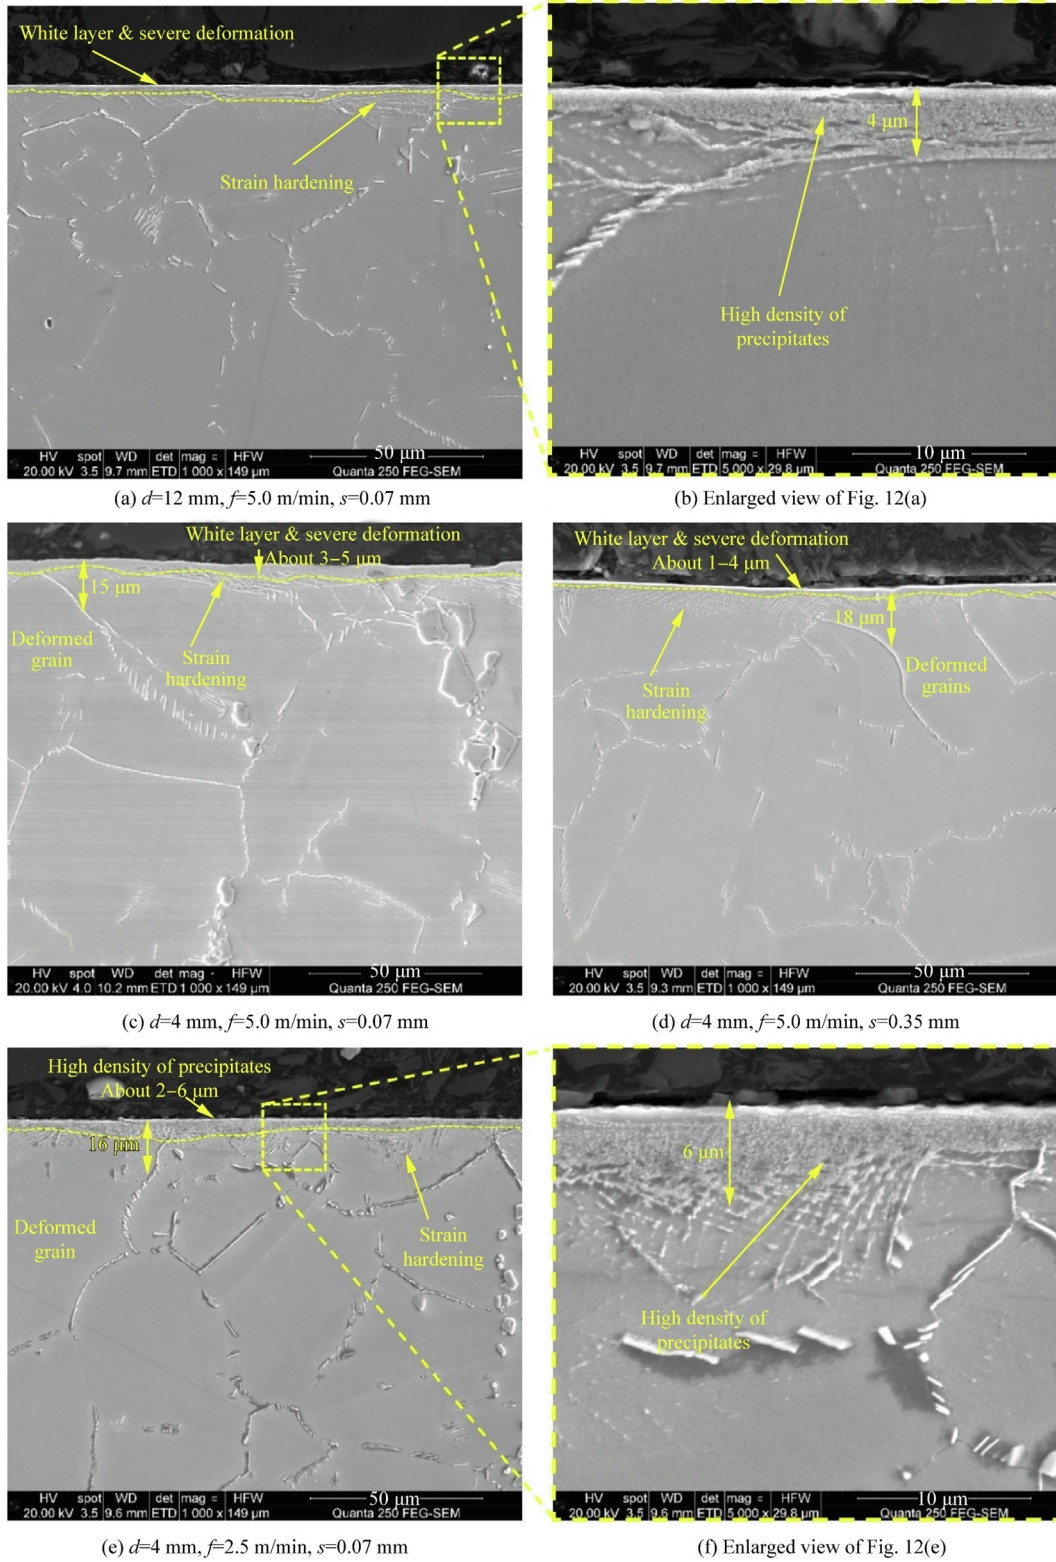 White layer & severe deformation
Strain hardening
HV spot WD det mag HFW 50 μm
20.00 kV 3.5 9.7 mm ETD 1 000 x 149 μm Quanta 250 FEG-SEM
(a) d=12 mm, f=5.0 m/min, s=0.07 mm
4 μm
High density of
precipitates
HV spot WD det mag HFW 10 μm
20.00 kV 3.5 9.7 mm ETD 5 000 x 29.8 μm Quanta 250 FEG-SEM
(b) Enlarged view of Fig. 12(a)
White layer & severe deformation
About 3–5 μm
15 μm
Deformed
grain
Strain
hardening
HV spot WD det mag HFW 50 μm
20.00 kV 4.0 10.2 mm ETD 1 000 x 149 μm Quanta 250 FEG-SEM
(c) d=4 mm, f=5.0 m/min, s=0.07 mm
White layer & severe deformation
About 1–4 μm
18 μm
Deformed
grains
Strain
hardening
HV spot WD det mag HFW 50 μm
20.00 kV 3.5 9.3 mm ETD 1 000 x 149 μm Quanta 250 FEG-SEM
(d) d=4 mm, f=5.0 m/min, s=0.35 mm
High density of precipitates
About 2–6 μm
16 μm
Deformed
grain
Strain
hardening
HV spot WD det mag HFW 50 μm
20.00 kV 3.5 9.6 mm ETD 1 000 x 149 μm Quanta 250 FEG-SEM
(e) d=4 mm, f=2.5 m/min, s=0.07 mm
6 μm
High density of
precipitates
HV spot WD det mag HFW 10 μm
20.00 kV 3.5 9.6 mm ETD 5 000 x 29.8 μm Quanta 250 FEG-SEM
(f) Enlarged view of Fig. 12(e)